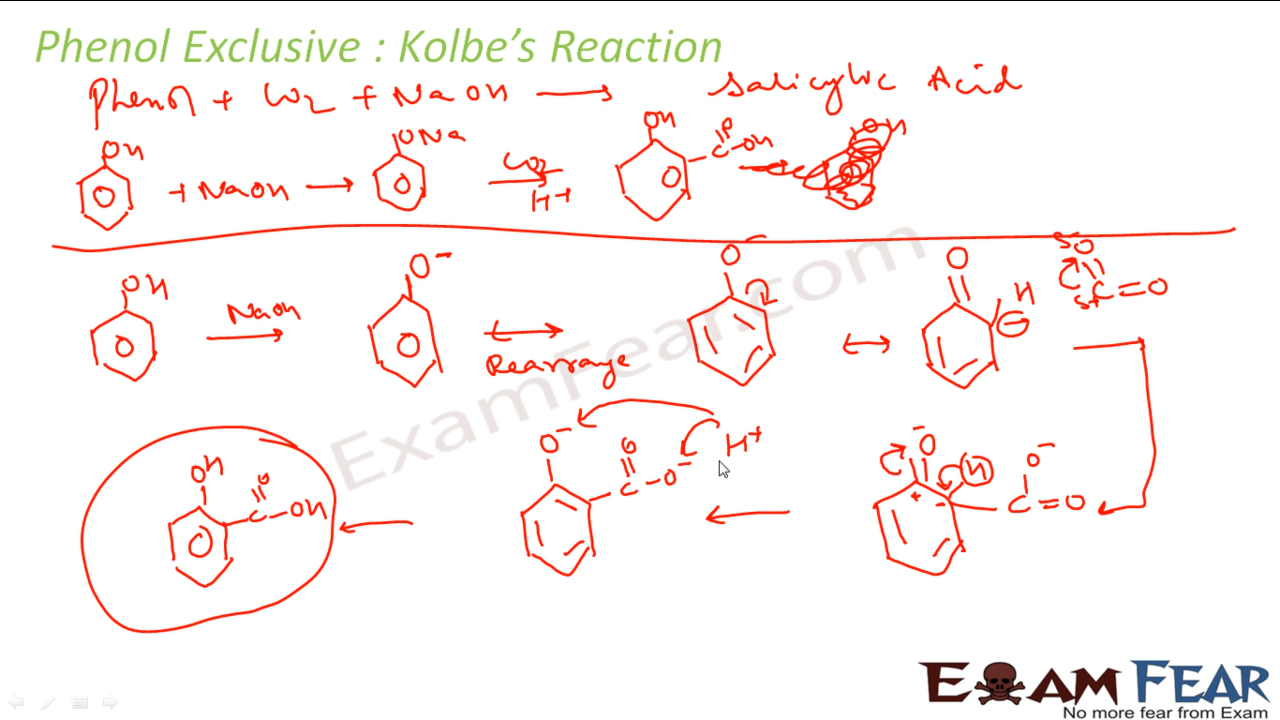 Phenol Exclusive : Kolbe's Reaction
Phenol + CO2 + NaOH → Salicylic Acid
OH + NaOH → ONa CO2 H+ OH C O OH OH
OH NaOH O− Rearrange O− O H − δ− O δ+ C = O
OH C O OH O− C O O− H+ − O H + − C O− = O
ExamFear.com
EXAM FEAR
No more fear from Exam